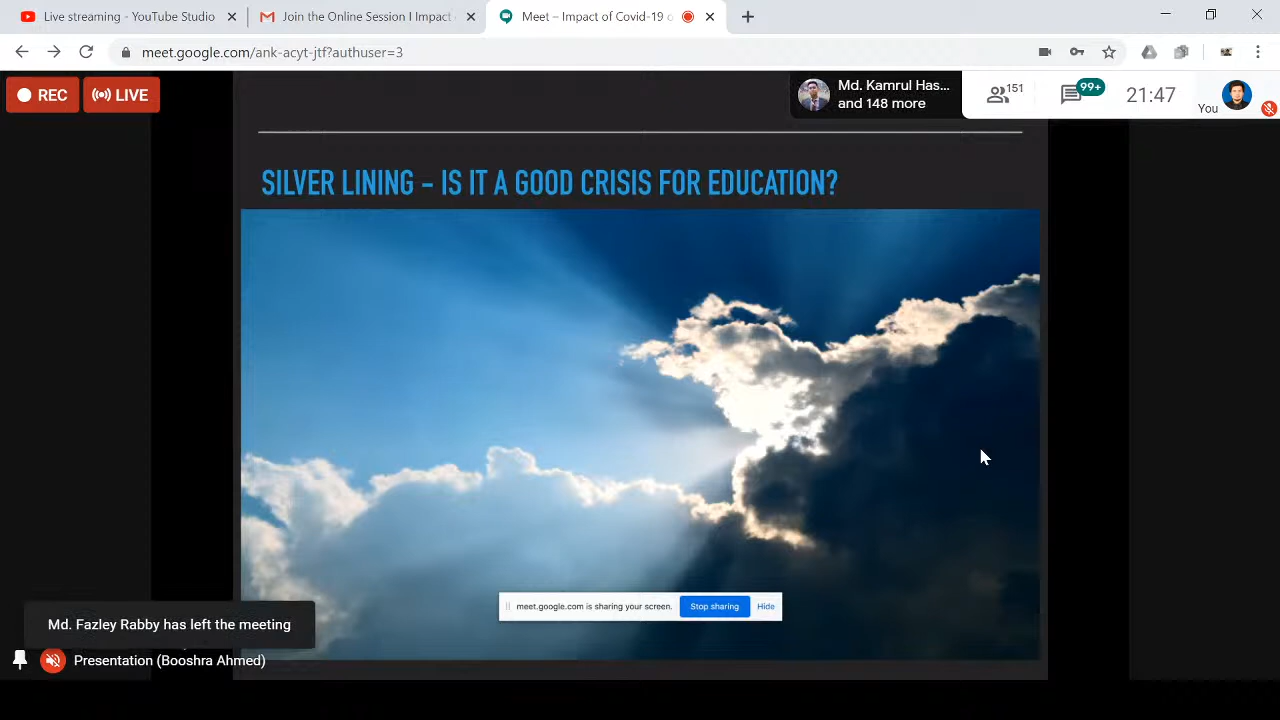 Live streaming - YouTube Studio
Join the Online Session I Impact
Meet – Impact of Covid-19 o
meet.google.com/ank-acyt-jtf?authuser=3
REC
LIVE
Md. Kamrul Has...
and 148 more
151
99+
21:47
You
SILVER LINING - IS IT A GOOD CRISIS FOR EDUCATION?
meet.google.com is sharing your screen.
Stop sharing
Hide
Md. Fazley Rabby has left the meeting
Presentation (Booshra Ahmed)